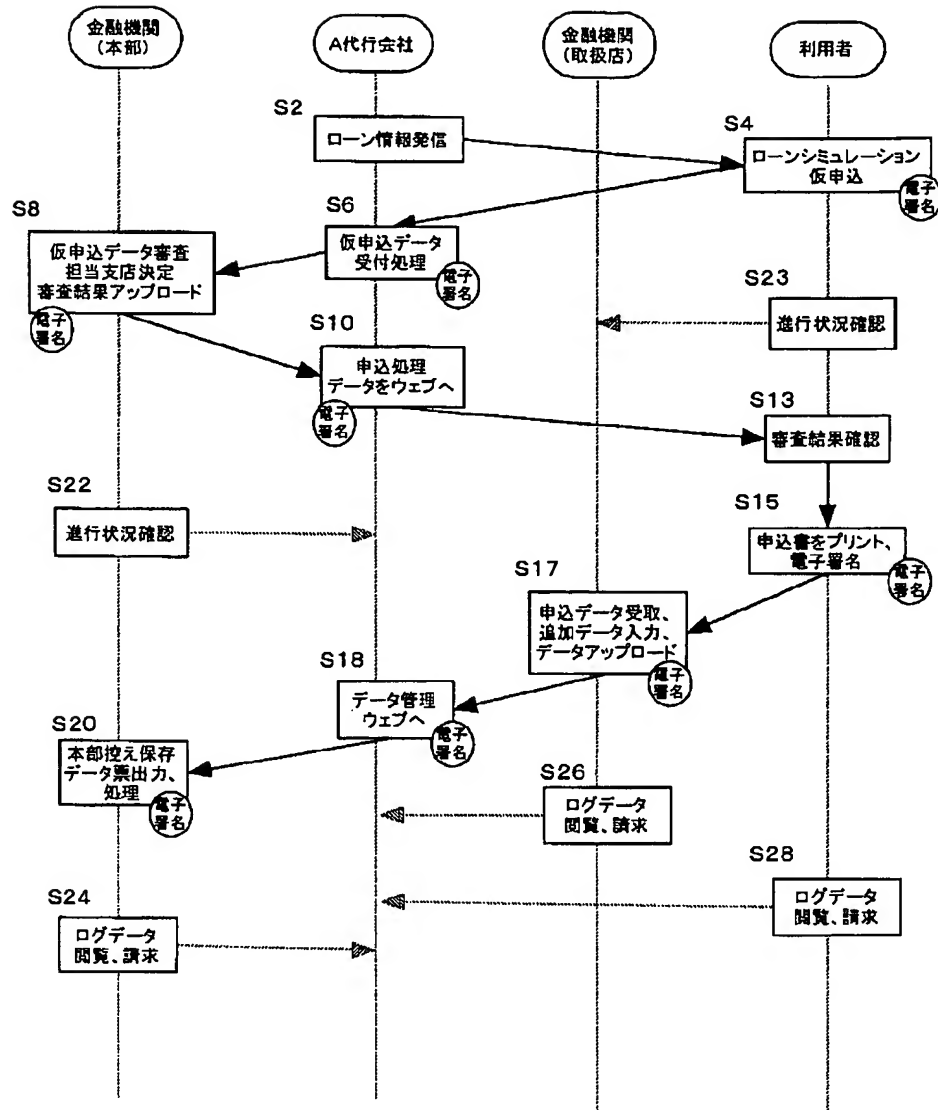 金融機関
(本部)
A代行会社
金融機関
(取扱店)
利用者
S2
ローン情報発信
S4
ローンシミュレーション
仮申込
電子
署名
S6
仮申込データ
受付処理
電子
署名
S8
仮申込データ審査
担当支店決定
審査結果アップロード
電子
署名
S23
進行状況確認
S10
申込処理
データをウェブへ
電子
署名
S13
審査結果確認
S22
進行状況確認
S15
申込書をプリント、
電子署名
電子
署名
S17
申込データ受取、
追加データ入力、
データアップロード
電子
署名
S18
データ管理
ウェブへ
電子
署名
S20
本部控え保存
データ票出力、
処理
電子
署名
S26
ログデータ
閲覧、請求
S28
ログデータ
閲覧、請求
S24
ログデータ
閲覧、請求